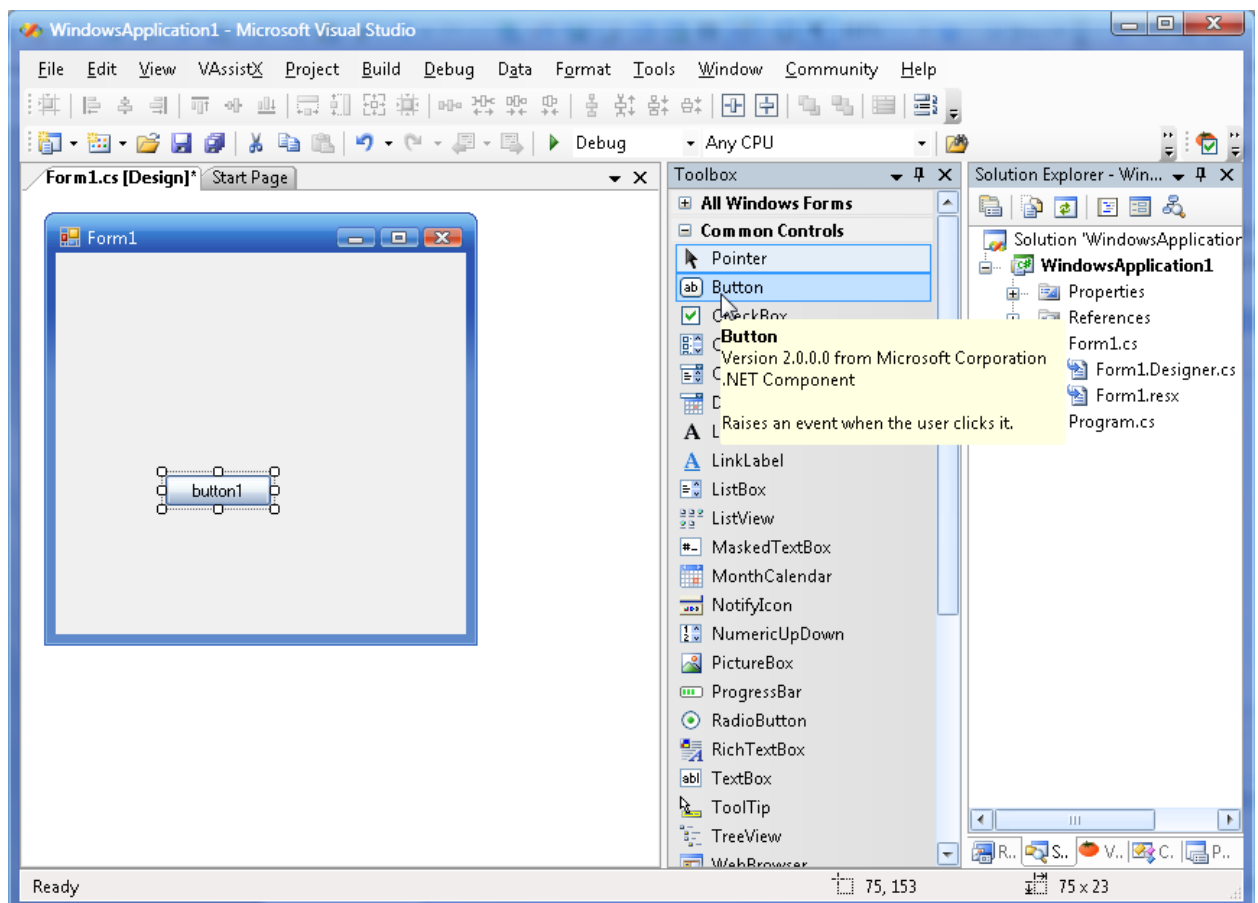 WindowsApplication1 - Microsoft Visual Studio
File Edit View VAssistX Project Build Debug Data Format Tools Window Community Help
Debug Any CPU
Form1.cs [Design]* Start Page
Form1
button1
Toolbox
All Windows Forms
Common Controls
Pointer
Button
CheckBox
Button
Version 2.0.0.0 from Microsoft Corporation
.NET Component
Raises an event when the user clicks it.
LinkLabel
ListBox
ListView
MaskedTextBox
MonthCalendar
NotifyIcon
NumericUpDown
PictureBox
ProgressBar
RadioButton
RichTextBox
TextBox
ToolTip
TreeView
WebBrowser
Solution Explorer - Win...
Solution 'WindowsApplication
WindowsApplication1
Properties
References
Form1.cs
Form1.Designer.cs
Form1.resx
Program.cs
R.. S.. V.. C.. P..
Ready 75, 153 75 x 23